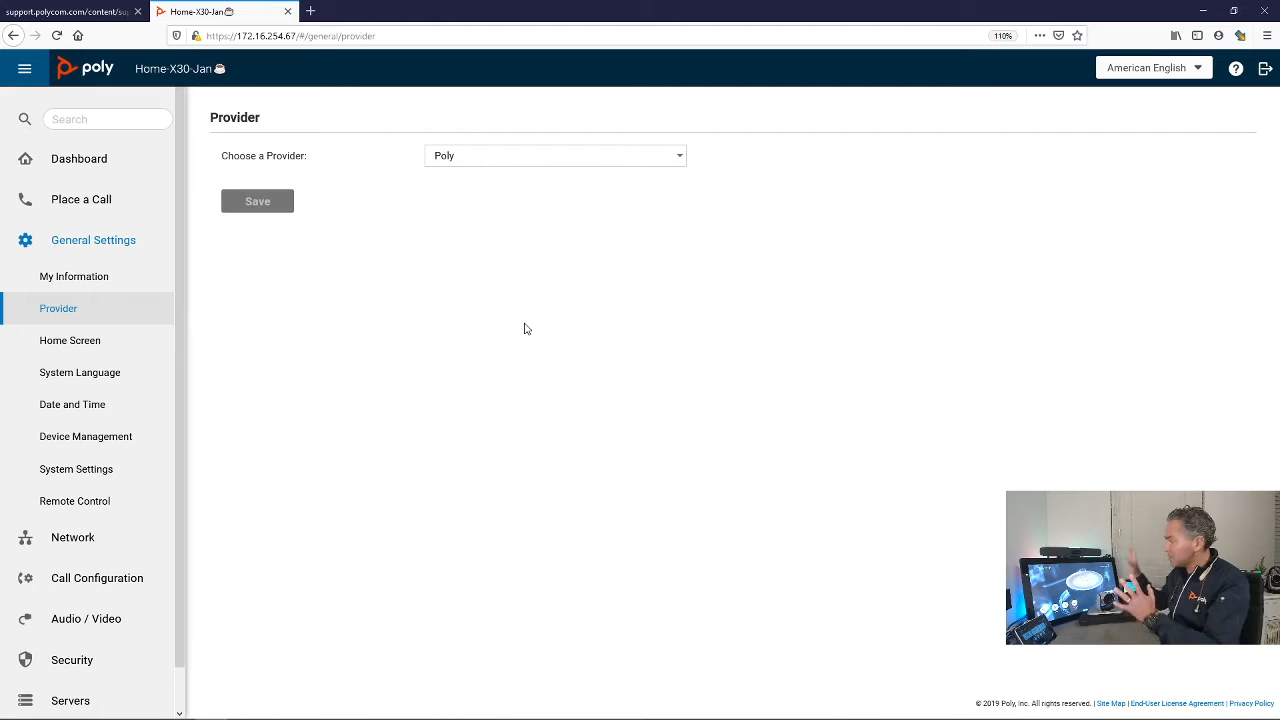 support.polycom.com/content/su
Home-X30-Jan
https://172.16.254.67/#/general/provider
110%
poly
Home-X30-Jan
American English
Search
Provider
Choose a Provider:
Poly
Save
Dashboard
Place a Call
General Settings
My Information
Provider
Home Screen
System Language
Date and Time
Device Management
System Settings
Remote Control
Network
Call Configuration
Audio / Video
Security
Servers
poly
© 2019 Poly, Inc. All rights reserved. | Site Map | End-User License Agreement | Privacy Policy